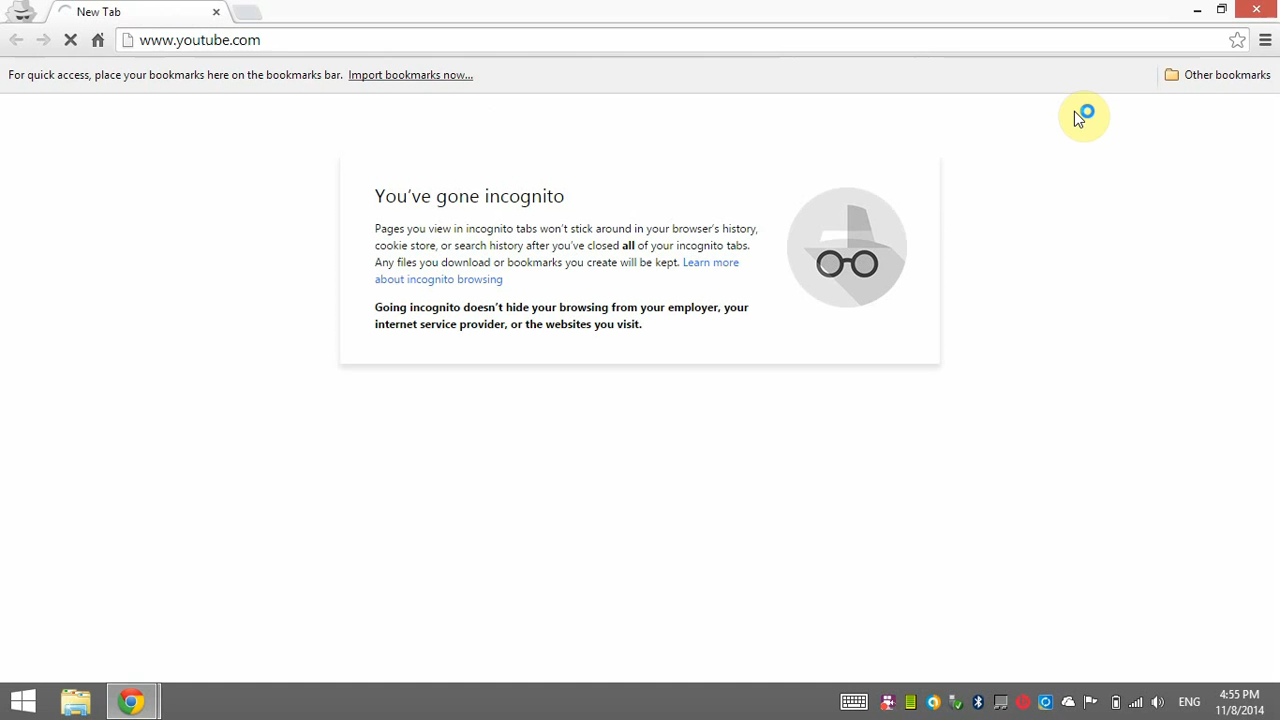 New Tab
www.youtube.com
For quick access, place your bookmarks here on the bookmarks bar. Import bookmarks now...
Other bookmarks
You've gone incognito
Pages you view in incognito tabs won't stick around in your browser's history,
cookie store, or search history after you've closed all of your incognito tabs.
Any files you download or bookmarks you create will be kept. Learn more
about incognito browsing
Going incognito doesn't hide your browsing from your employer, your
internet service provider, or the websites you visit.
ENG
4:55 PM
11/8/2014